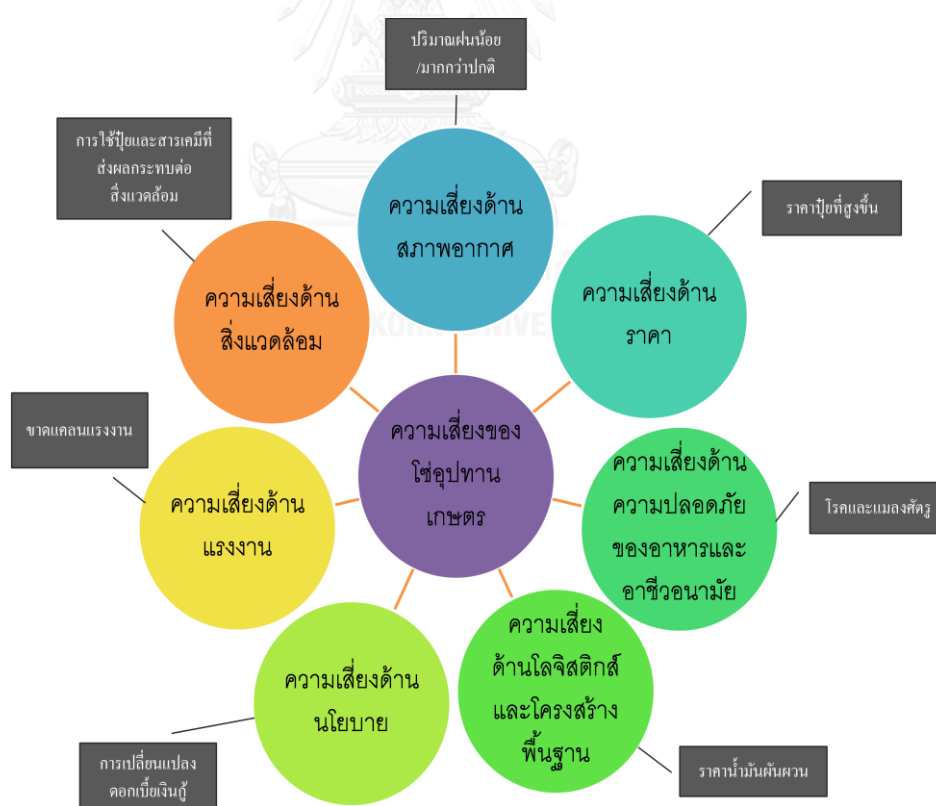 ปริมาณฝนน้อย
/มากกว่าปกติ
การใช้ปุ๋ยและสารเคมีที่
ส่งผลกระทบต่อ
สิ่งแวดล้อม
ความเสี่ยงด้าน
สภาพอากาศ
ราคาปุ๋ยที่สูงขึ้น
ความเสี่ยงด้าน
สิ่งแวดล้อม
ความเสี่ยงด้าน
ราคา
ขาดแคลนแรงงาน
ความเสี่ยงของ
โซ่อุปทาน
เกษตร
ความเสี่ยงด้าน
ความปลอดภัย
ของอาหารและ
อาชีวอนามัย
โรคและแมลงศัตรู
ความเสี่ยงด้าน
แรงงาน
ความเสี่ยง
ด้านโลจิสติกส์
และโครงสร้าง
พื้นฐาน
ความเสี่ยงด้าน
นโยบาย
การเปลี่ยนแปลง
ดอกเบี้ยเงินกู้
ราคาน้ำมันผันผวน